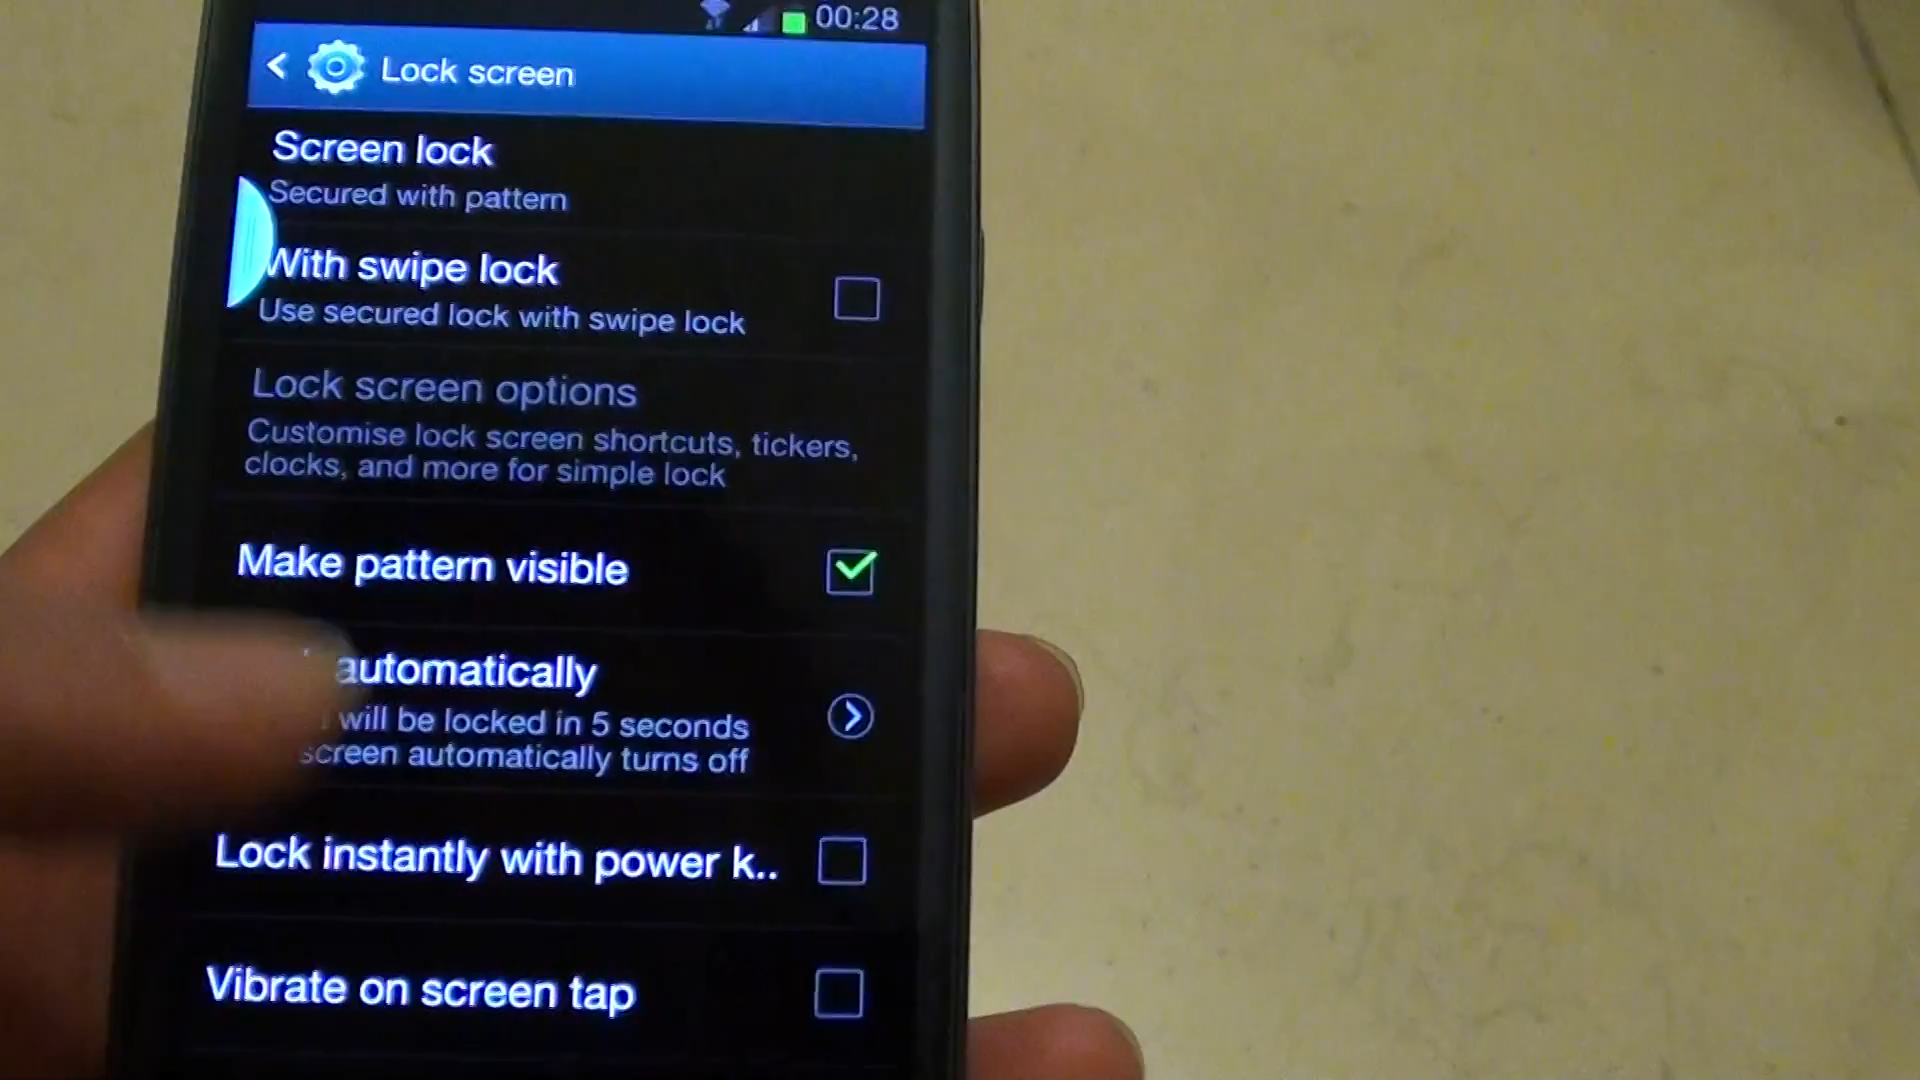 00:28
Lock screen
Screen lock
Secured with pattern
With swipe lock
Use secured lock with swipe lock
Lock screen options
Customise lock screen shortcuts, tickers,
clocks, and more for simple lock
Make pattern visible
automatically
will be locked in 5 seconds
screen automatically turns off
Lock instantly with power k..
Vibrate on screen tap